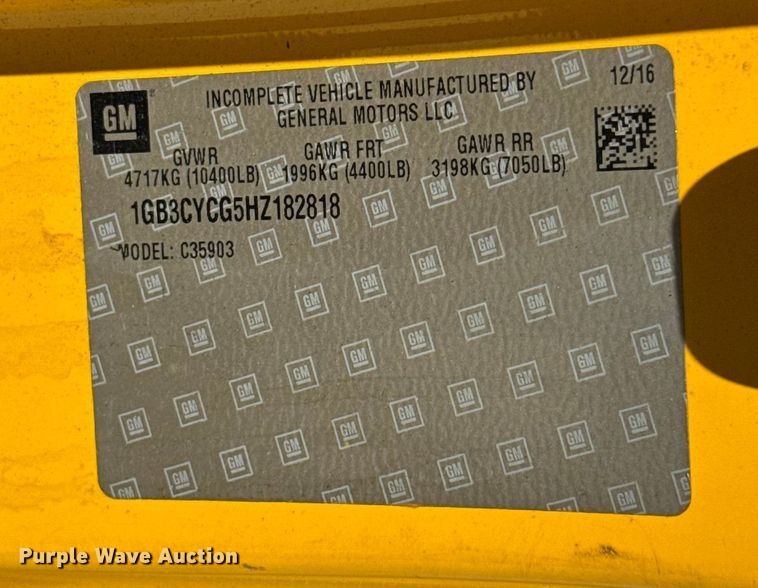 GM
INCOMPLETE VEHICLE MANUFACTURED BY
GENERAL MOTORS LLC
12/16
GVWR GAWR FRT GAWR RR
4717KG (10400LB) 1996KG (4400LB) 3198KG (7050LB)
1GB3CYCG5HZ182818
MODEL: C35903
Purple Wave Auction